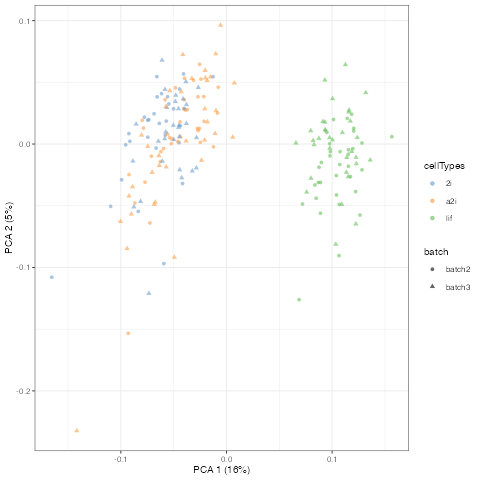 0.1
0.0
-0.1
-0.2
PCA 2 (5%)
-0.1
0.0
0.1
PCA 1 (16%)
cellTypes
2i
a2i
lif
batch
batch2
batch3